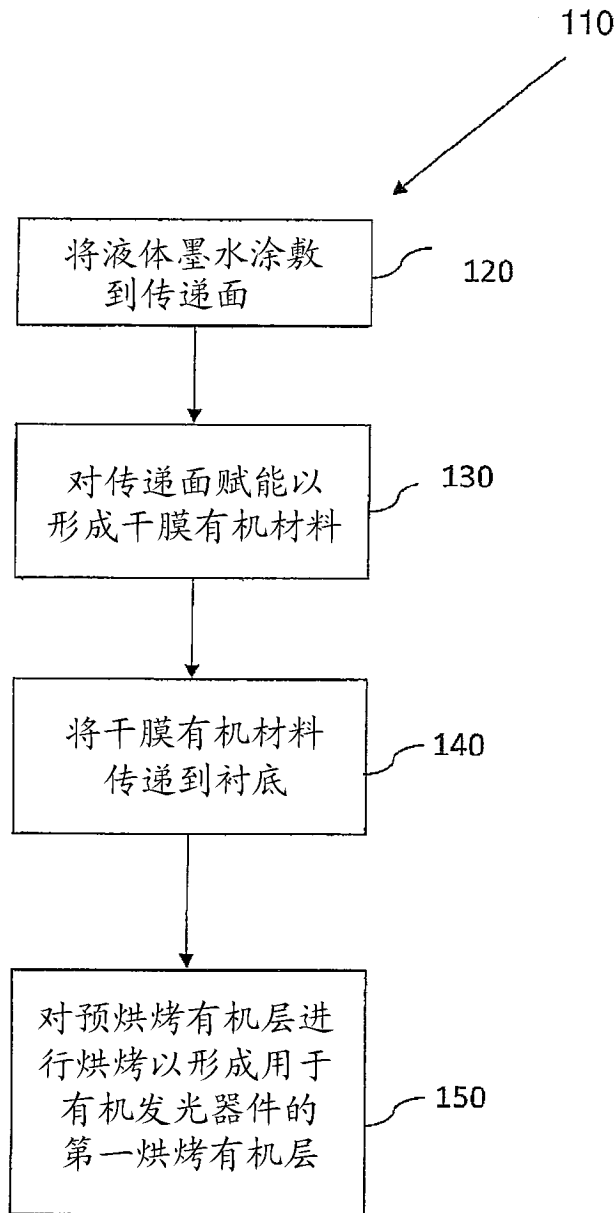 110
将液体墨水涂敷
到传递面
120
对传递面赋能以
形成干膜有机材料
130
将干膜有机材料
传递到衬底
140
对预烘烤有机层进
行烘烤以形成用于
有机发光器件的
第一烘烤有机层
150